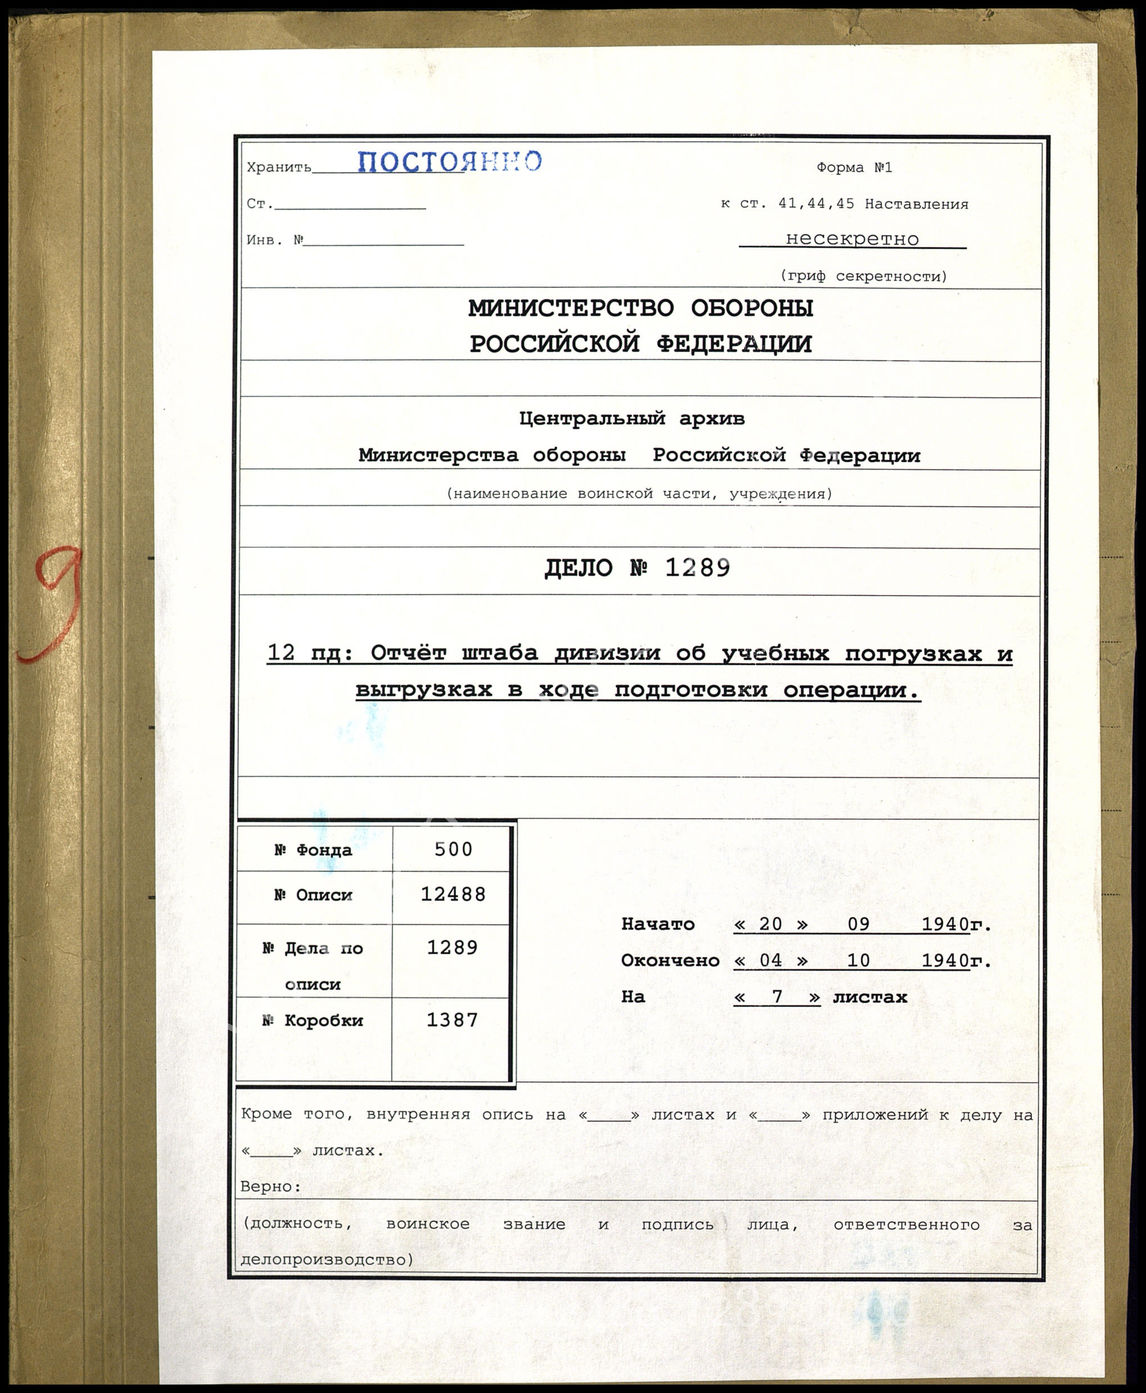 Хранить ПОСТОЯННО
Форма №1
Ст.
к ст. 41,44,45 Наставления
Инв. №
несекретно
(гриф секретности)
МИНИСТЕРСТВО ОБОРОНЫ
РОССИЙСКОЙ ФЕДЕРАЦИИ
Центральный архив
Министерства обороны Российской Федерации
(наименование воинской части, учреждения)
ДЕЛО № 1289
9
12 пд: Отчёт штаба дивизии об учебных погрузках и
выгрузках в ходе подготовки операции.
№ Фонда 500
№ Описи 12488
№ Дела по 1289
описи
№ Коробки 1387
Начато « 20 » 09 1940г.
Окончено « 04 » 10 1940г.
На « 7 » листах
Кроме того, внутренняя опись на «____» листах и «____» приложений к делу на
«____» листах.
Верно:
(должность, воинское звание и подпись лица, ответственного за
делопроизводство)